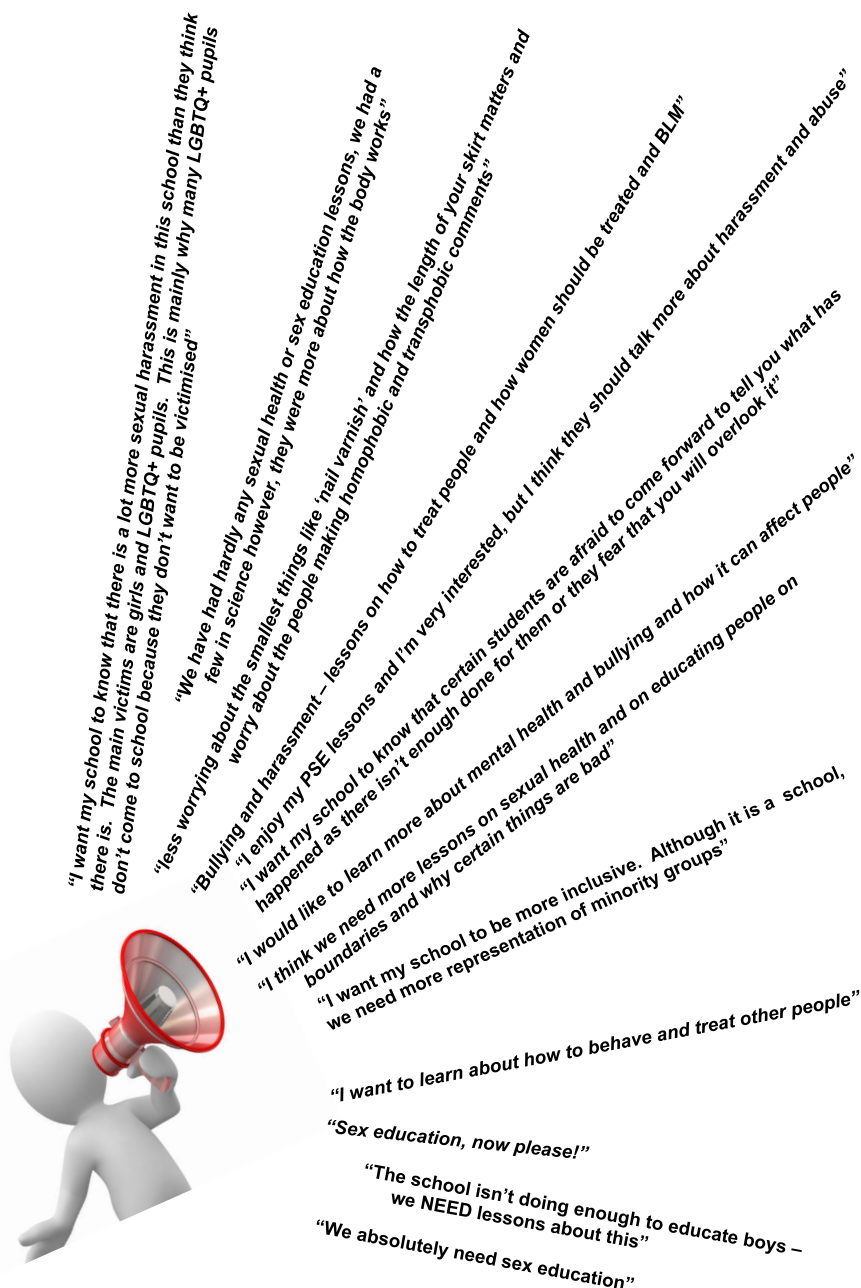 “I want my school to know that there is a lot more sexual harassment in this school than they think
there is.  The main victims are girls and LGBTQ+ pupils.  This is mainly why many LGBTQ+ pupils
don’t come to school because they don’t want to be victimised”
“We have had hardly any sexual health or sex education lessons, we had a
few in science however, they were more about how the body works”
“less worrying about the smallest things like ‘nail varnish’ and how the length of your skirt matters and
worry about the people making homophobic and transphobic comments”
“Bullying and harassment – lessons on how to treat people and how women should be treated and BLM”
“I enjoy my PSE lessons and I’m very interested, but I think they should talk more about harassment and abuse”
“I want my school to know that certain students are afraid to come forward to tell you what has
happened as there isn’t enough done for them or they fear that you will overlook it”
“I would like to learn more about mental health and bullying and how it can affect people”
“I think we need more lessons on sexual health and on educating people on
boundaries and why certain things are bad”
“I want my school to be more inclusive.  Although it is a  school,
we need more representation of minority groups”
“I want to learn about how to behave and treat other people”
“Sex education, now please!”
“The school isn’t doing enough to educate boys –
we NEED lessons about this”
“We absolutely need sex education”